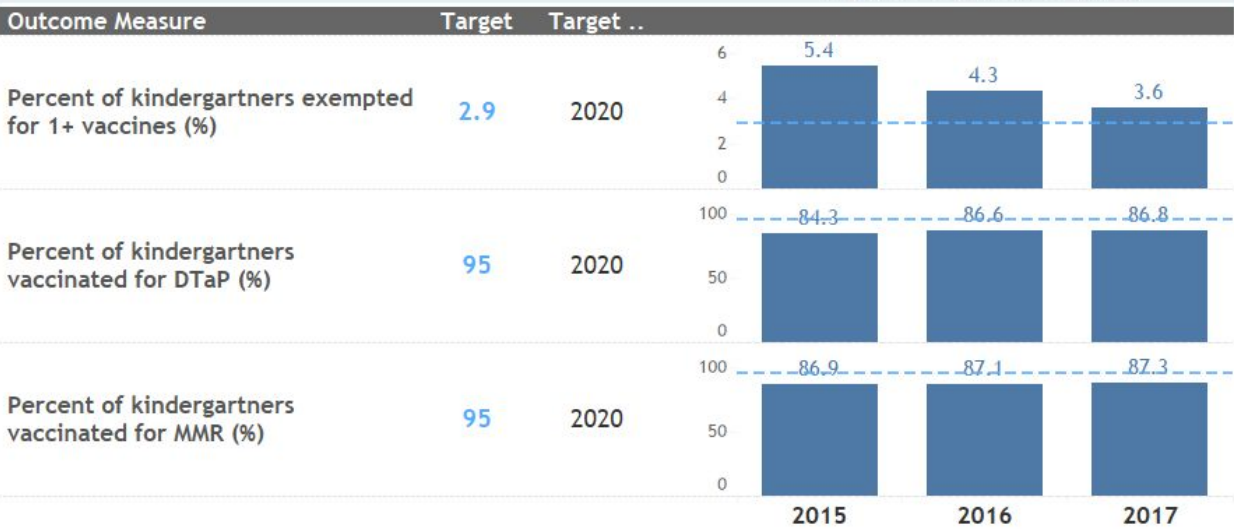 Outcome Measure Target Target ..
Percent of kindergartners exempted
for 1+ vaccines (%)
2.9 2020
6
4
2
0
5.4 4.3 3.6
Percent of kindergartners
vaccinated for DTaP (%)
95 2020
100
50
0
84.3 86.6 86.8
Percent of kindergartners
vaccinated for MMR (%)
95 2020
100
50
0
86.9 87.1 87.3
2015 2016 2017